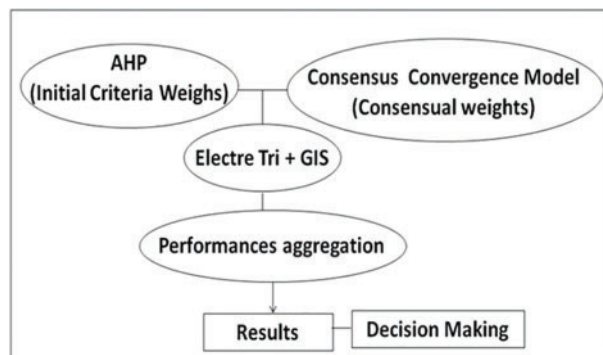 AHP
(Initial Criteria Weighs)
Consensus Convergence Model
(Consensual weights)
Electre Tri + GIS
Performances aggregation
Results
Decision Making